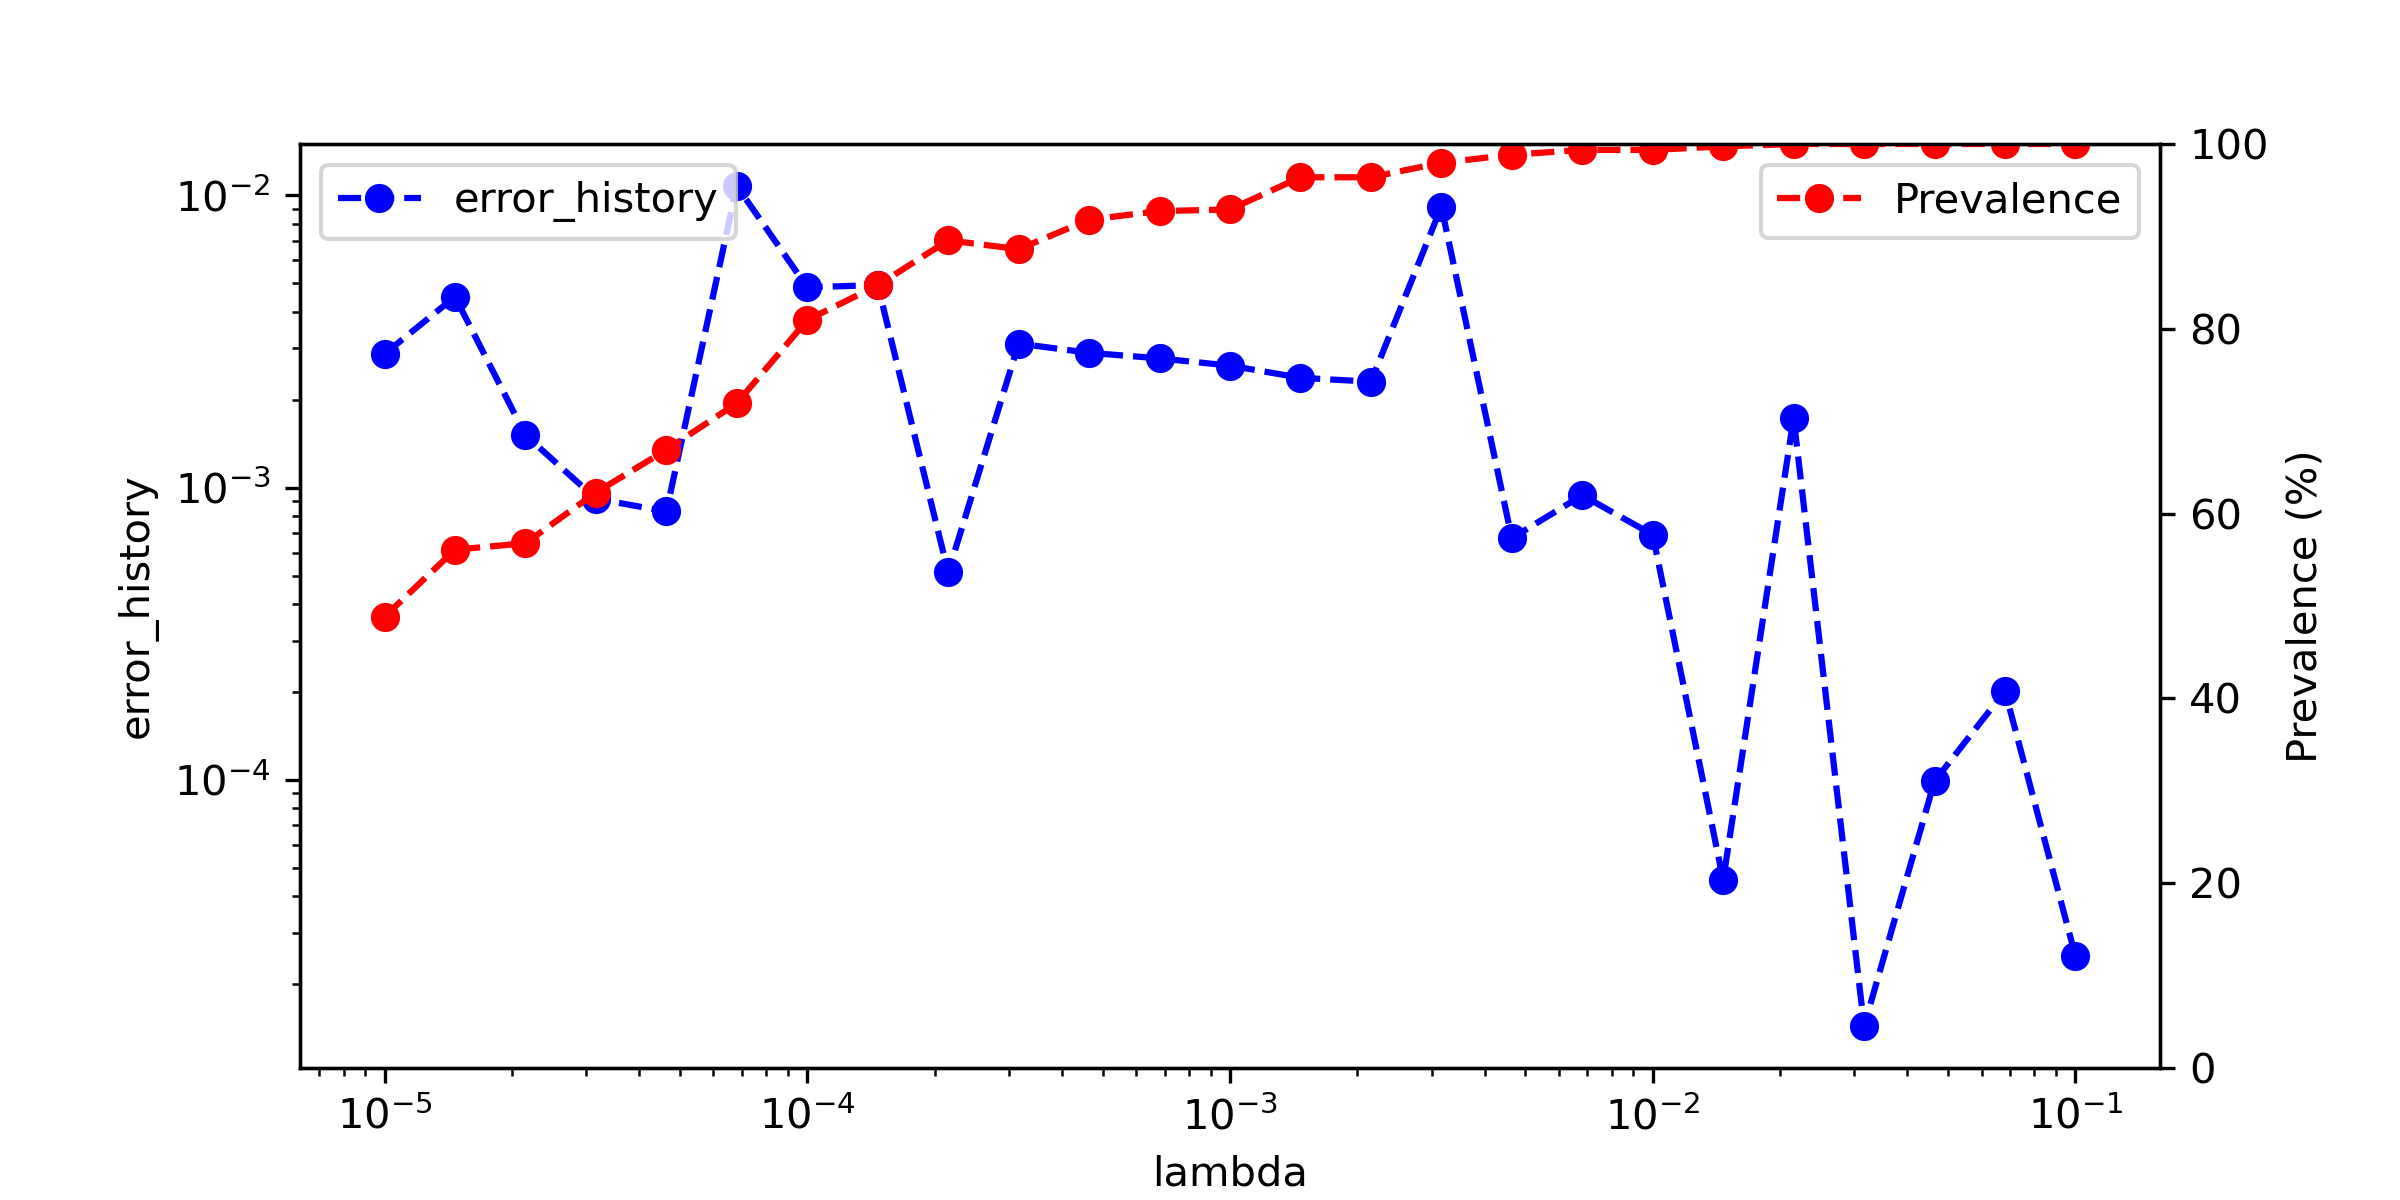 error_history
Prevalence
10⁻²
10⁻³
10⁻⁴
error_history
100
80
60
40
20
0
Prevalence (%)
10⁻⁵
10⁻⁴
10⁻³
10⁻²
10⁻¹
lambda